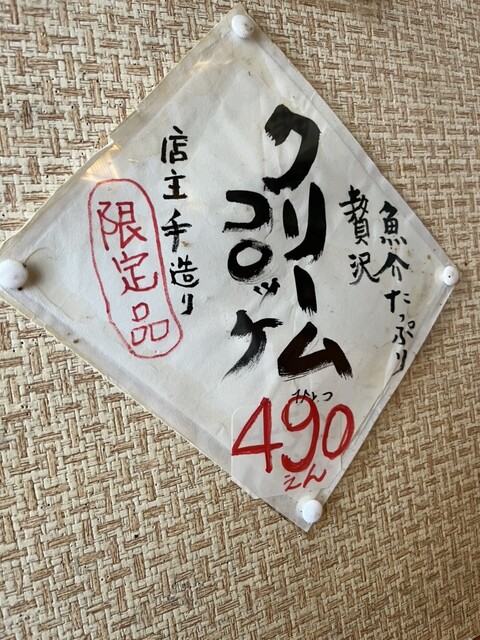 魚介たっぷり
贅沢
クリーム
コロッケ
店主手造り
限定品
ひとつ
490
えん